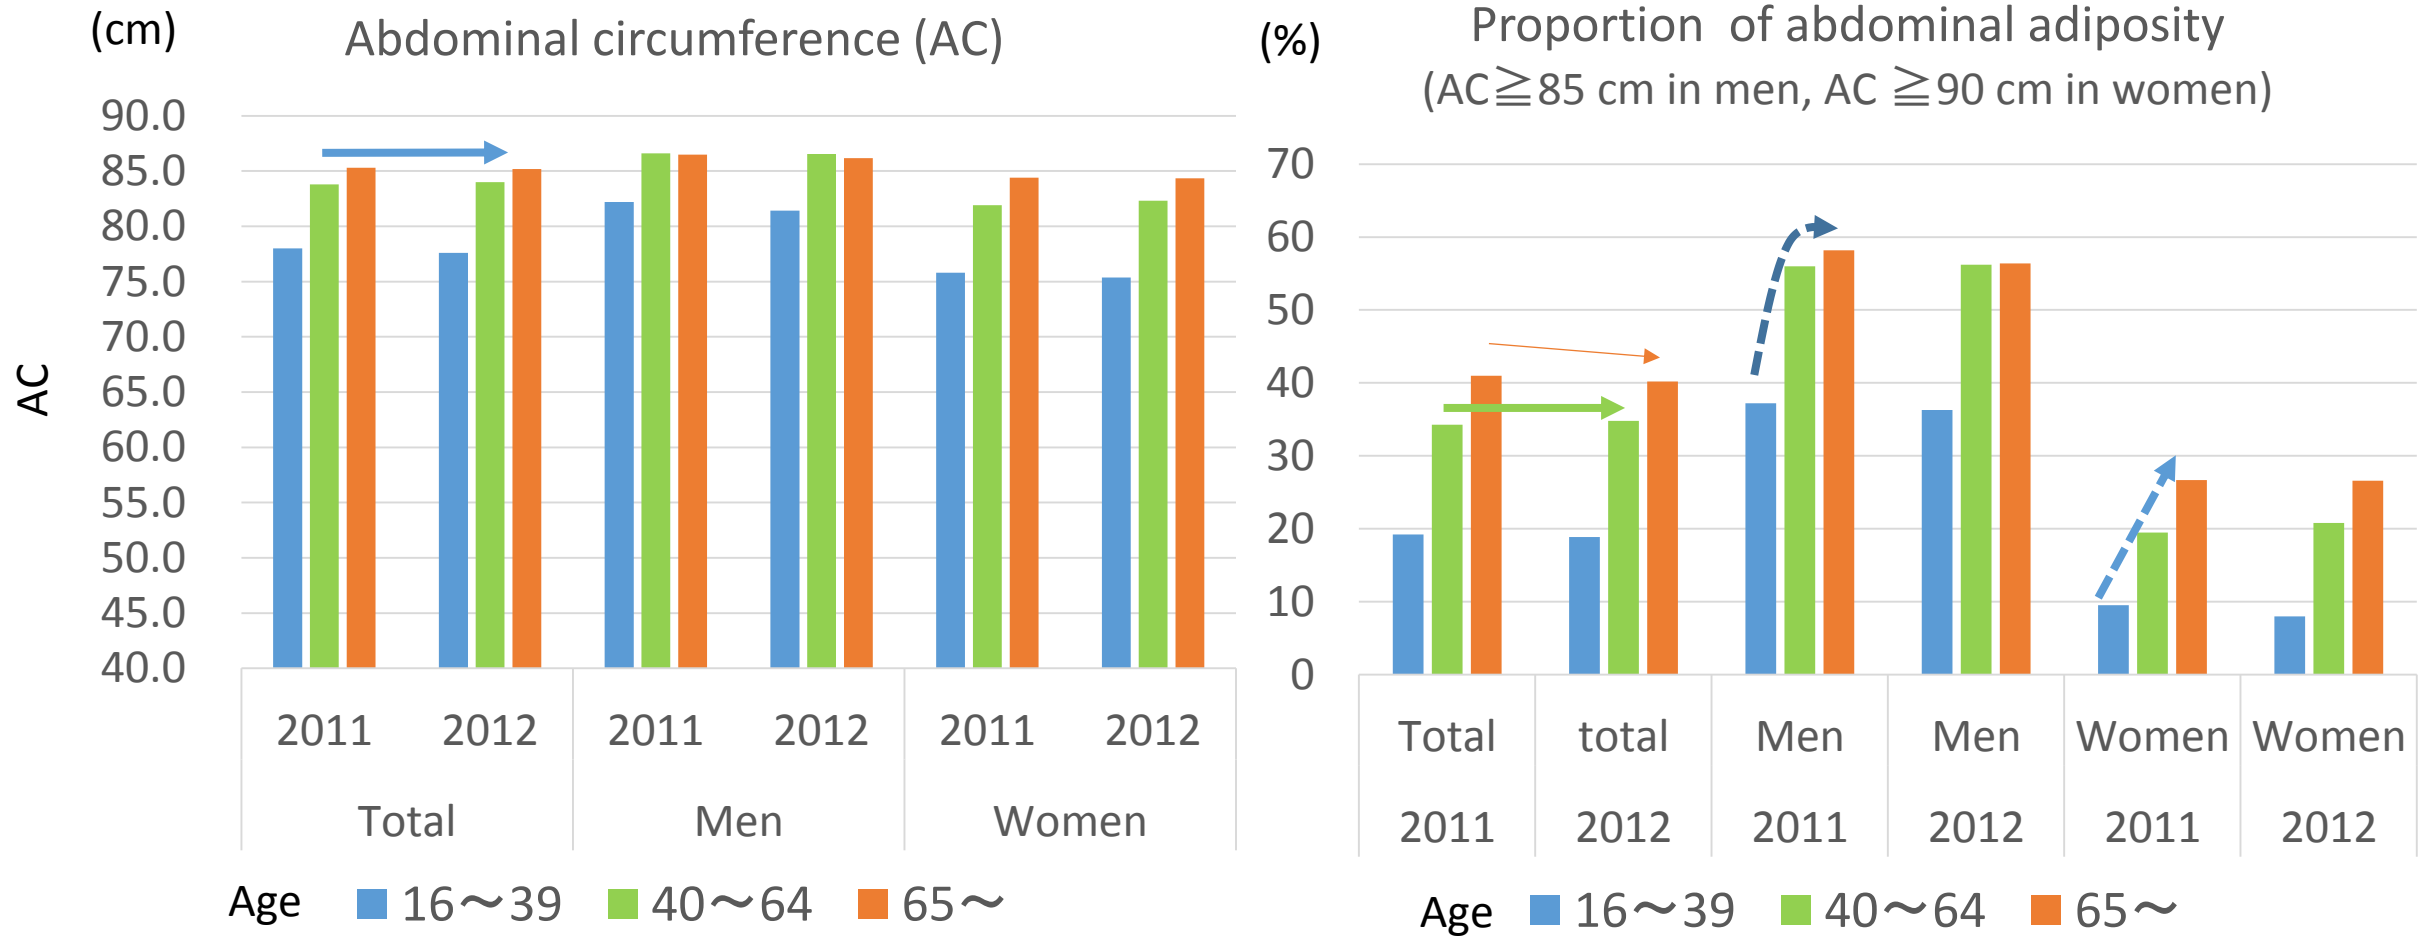 (cm)
Abdominal circumference (AC)
90.0
85.0
80.0
75.0
70.0
65.0
60.0
55.0
50.0
45.0
40.0
AC
2011 2012 2011 2012 2011 2012
Total Men Women
Age 16～39 40～64 65～
(%)
Proportion of abdominal adiposity
(AC≧85 cm in men, AC ≧90 cm in women)
70
60
50
40
30
20
10
0
Total total Men Men Women Women
2011 2012 2011 2012 2011 2012
Age 16～39 40～64 65～